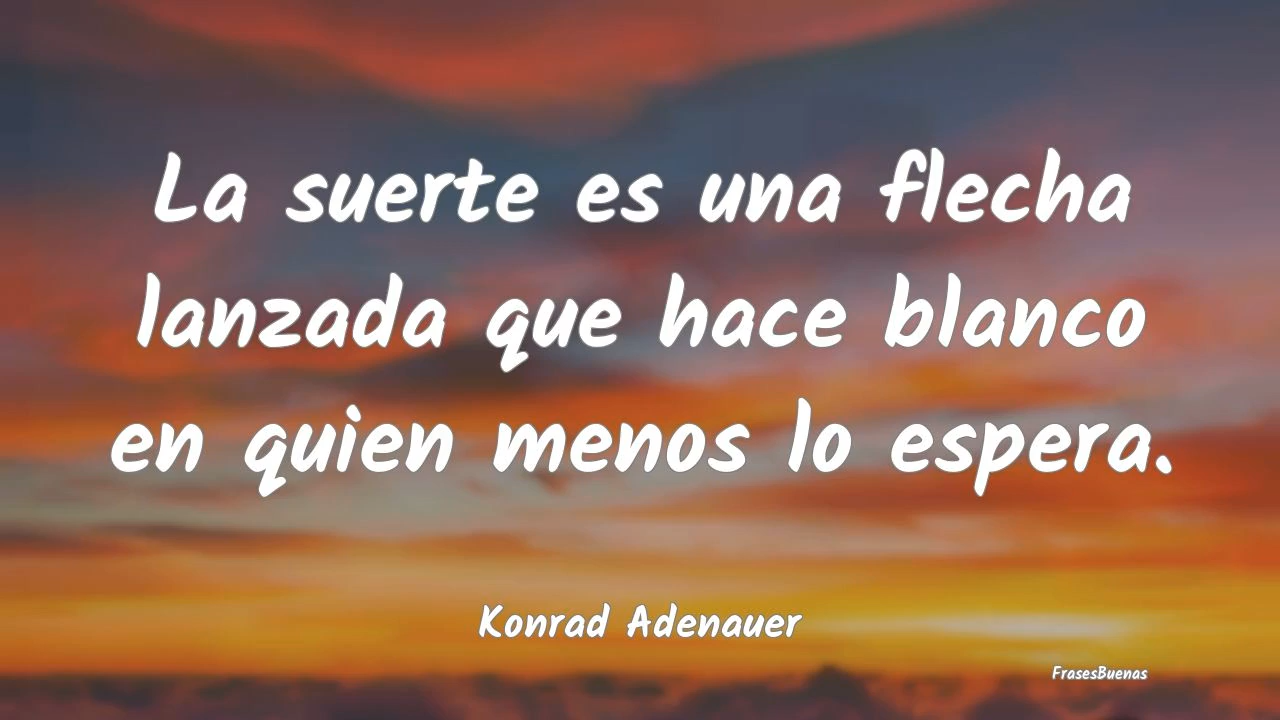 La suerte es una flecha
lanzada que hace blanco
en quien menos lo espera.
Konrad Adenauer
FrasesBuenas